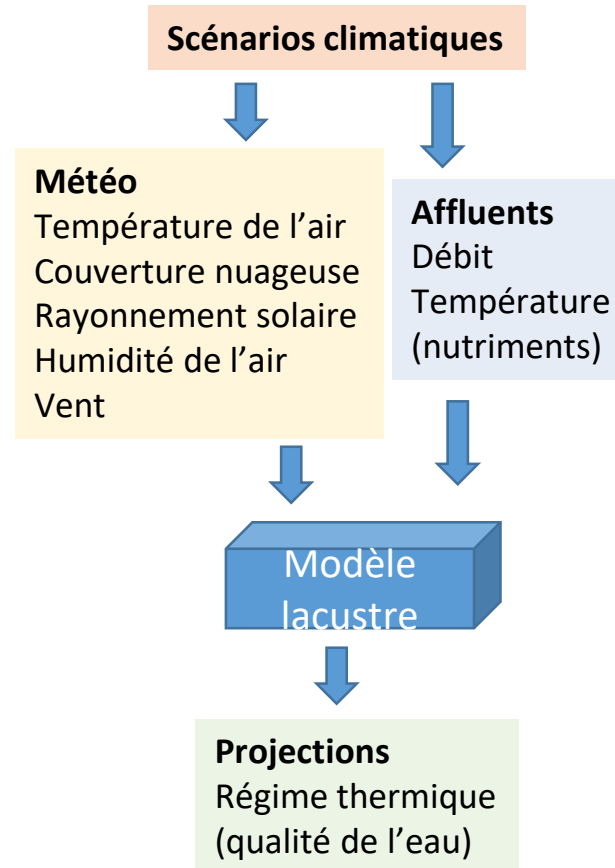 Scénarios climatiques
Météo
Température de l’air
Couverture nuageuse
Rayonnement solaire
Humidité de l’air
Vent
Affluents
Débit
Température
(nutriments)
Modèle
lacustre
Projections
Régime thermique
(qualité de l’eau)